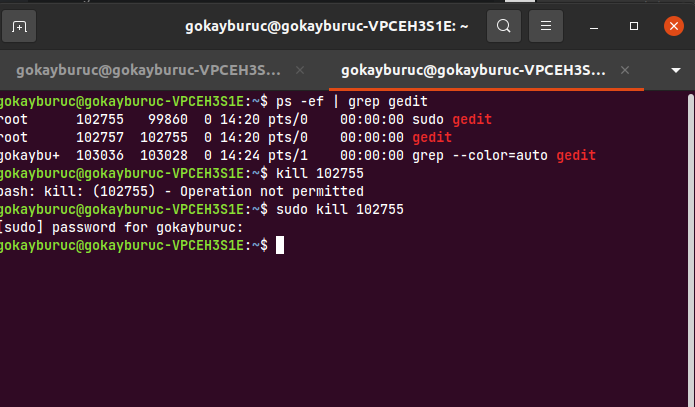 gokayburuc@gokayburuc-VPCEH3S1E: ~
gokayburuc@gokayburuc-VPCEH3S... × gokayburuc@gokayburuc-VPCEH3S1E: ~... ×
gokayburuc@gokayburuc-VPCEH3S1E:~$ ps -ef | grep gedit
root 102755 99860 0 14:20 pts/0 00:00:00 sudo gedit
root 102757 102755 0 14:20 pts/0 00:00:00 gedit
gokaybu+ 103036 103028 0 14:24 pts/1 00:00:00 grep --color=auto gedit
gokayburuc@gokayburuc-VPCEH3S1E:~$ kill 102755
bash: kill: (102755) - Operation not permitted
gokayburuc@gokayburuc-VPCEH3S1E:~$ sudo kill 102755
[sudo] password for gokayburuc:
gokayburuc@gokayburuc-VPCEH3S1E:~$